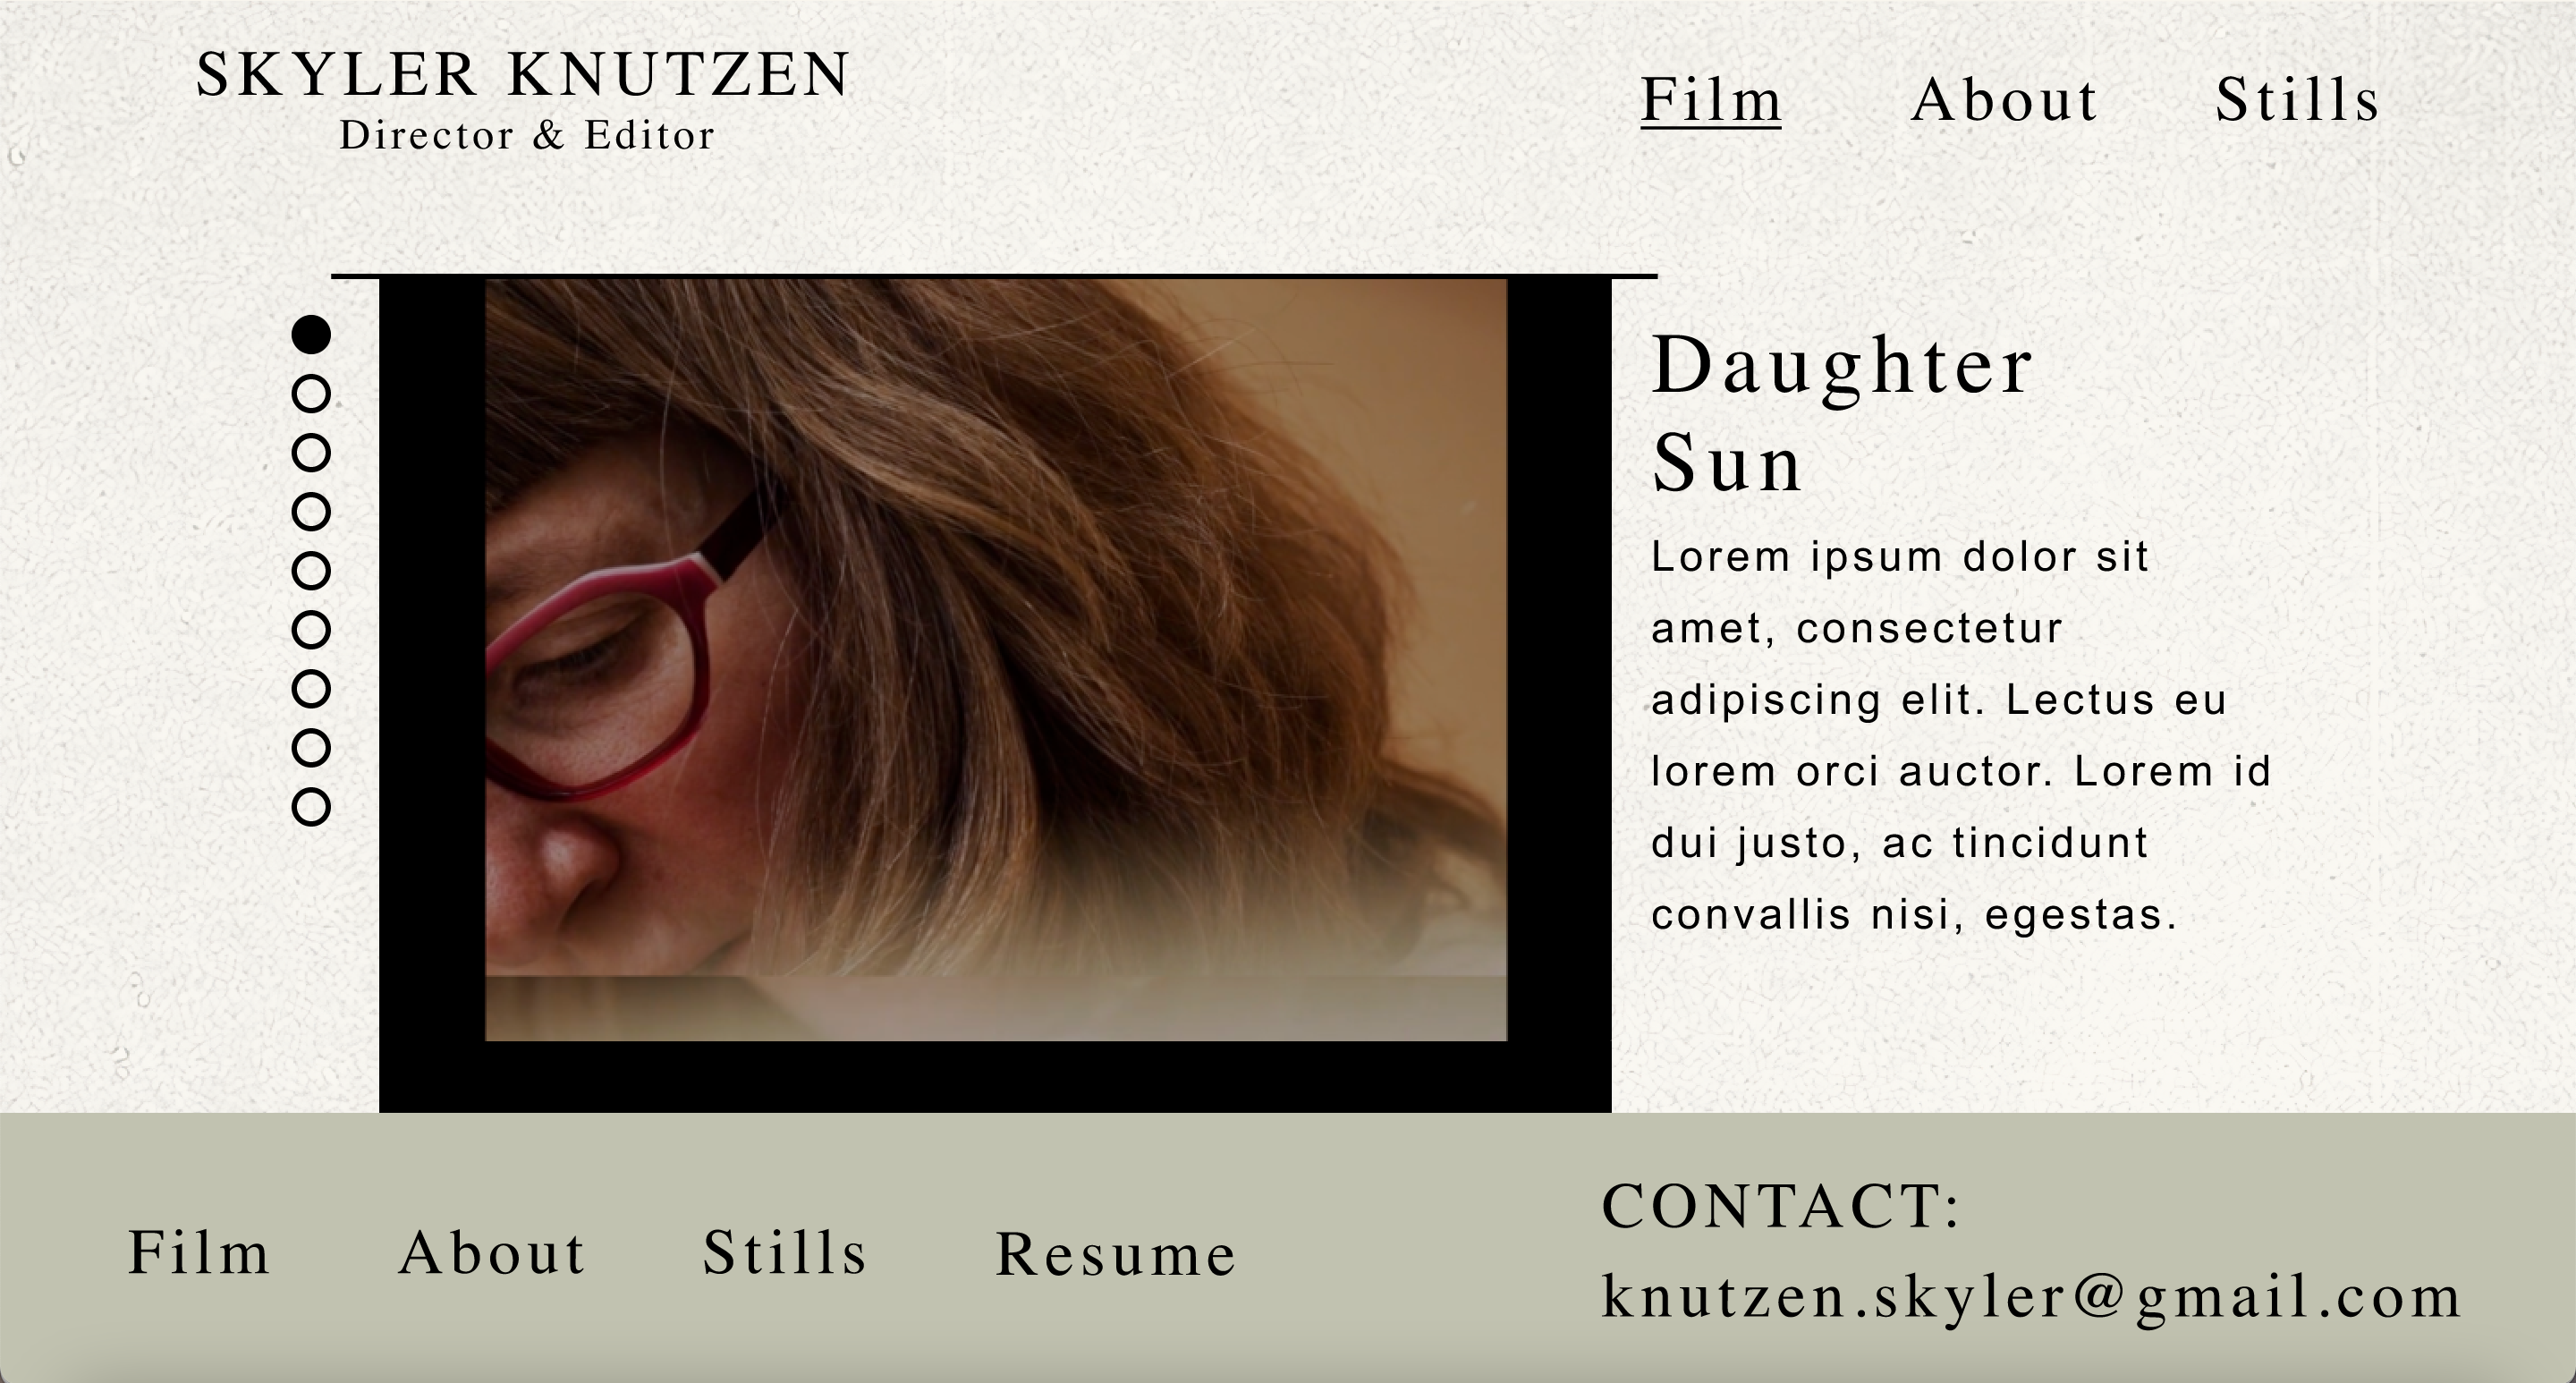 SKYLER KNUTZEN
Director & Editor
Film About Stills
Daughter
Sun
Lorem ipsum dolor sit
amet, consectetur
adipiscing elit. Lectus eu
lorem orci auctor. Lorem id
dui justo, ac tincidunt
convallis nisi, egestas.
Film About Stills Resume
CONTACT:
knutzen.skyler@gmail.com